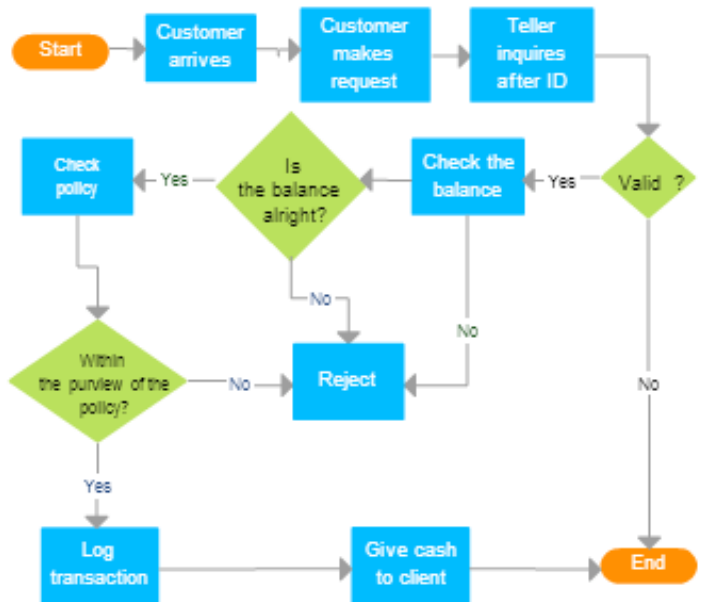 Start
Customer
arrives
Customer
makes
request
Teller
inquires
after ID
Valid ?
Yes
Check the
balance
Is
the balance
alright?
Yes
Check
policy
No
No
No
Within
the purview of the
policy?
No
Reject
Yes
Log
transaction
Give cash
to client
End